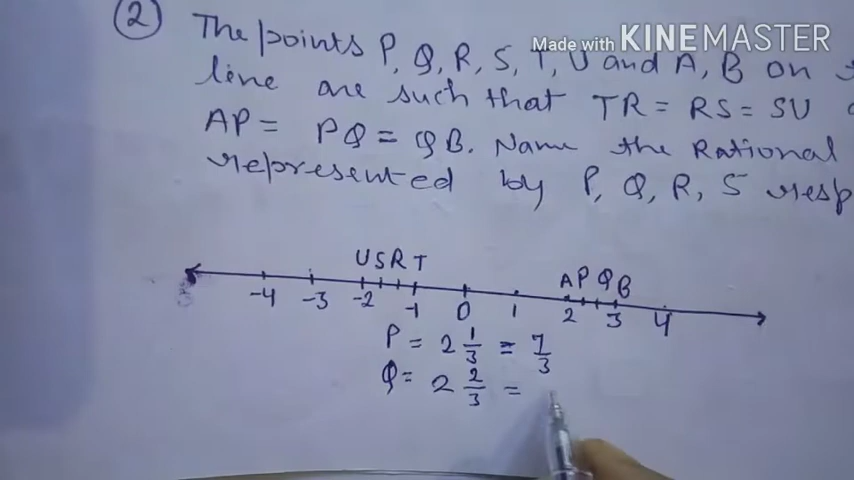 Made with KINEMASTER
2 The points P, Q, R, S, T, U and A, B on
line are such that TR = RS = SU
AP = PQ = QB. Name the Rational
represented by P, Q, R, S resp
U S R T A P Q B
-4 -3 -2 -1 0 1 2 3 4
P = 2 1/3 = 7/3
Q = 2 2/3 =